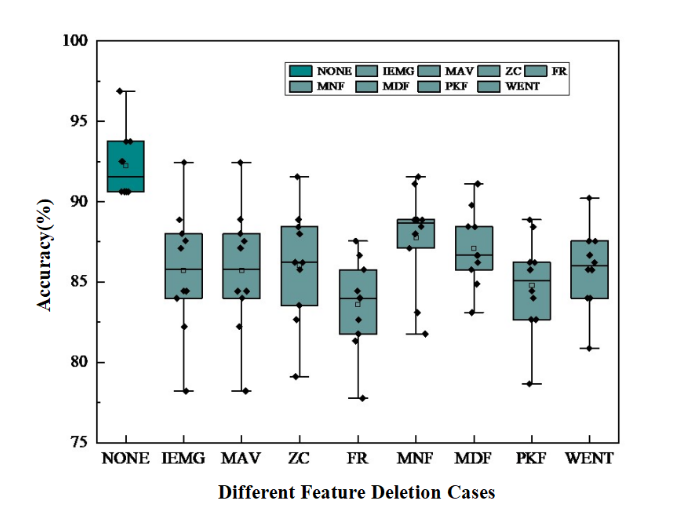 100
95
90
85
80
75
Accuracy(%)
NONE IEMG MAV ZC FR
MNF MDF PKF WENT
NONE IEMG MAV ZC FR MNF MDF PKF WENT
Different Feature Deletion Cases